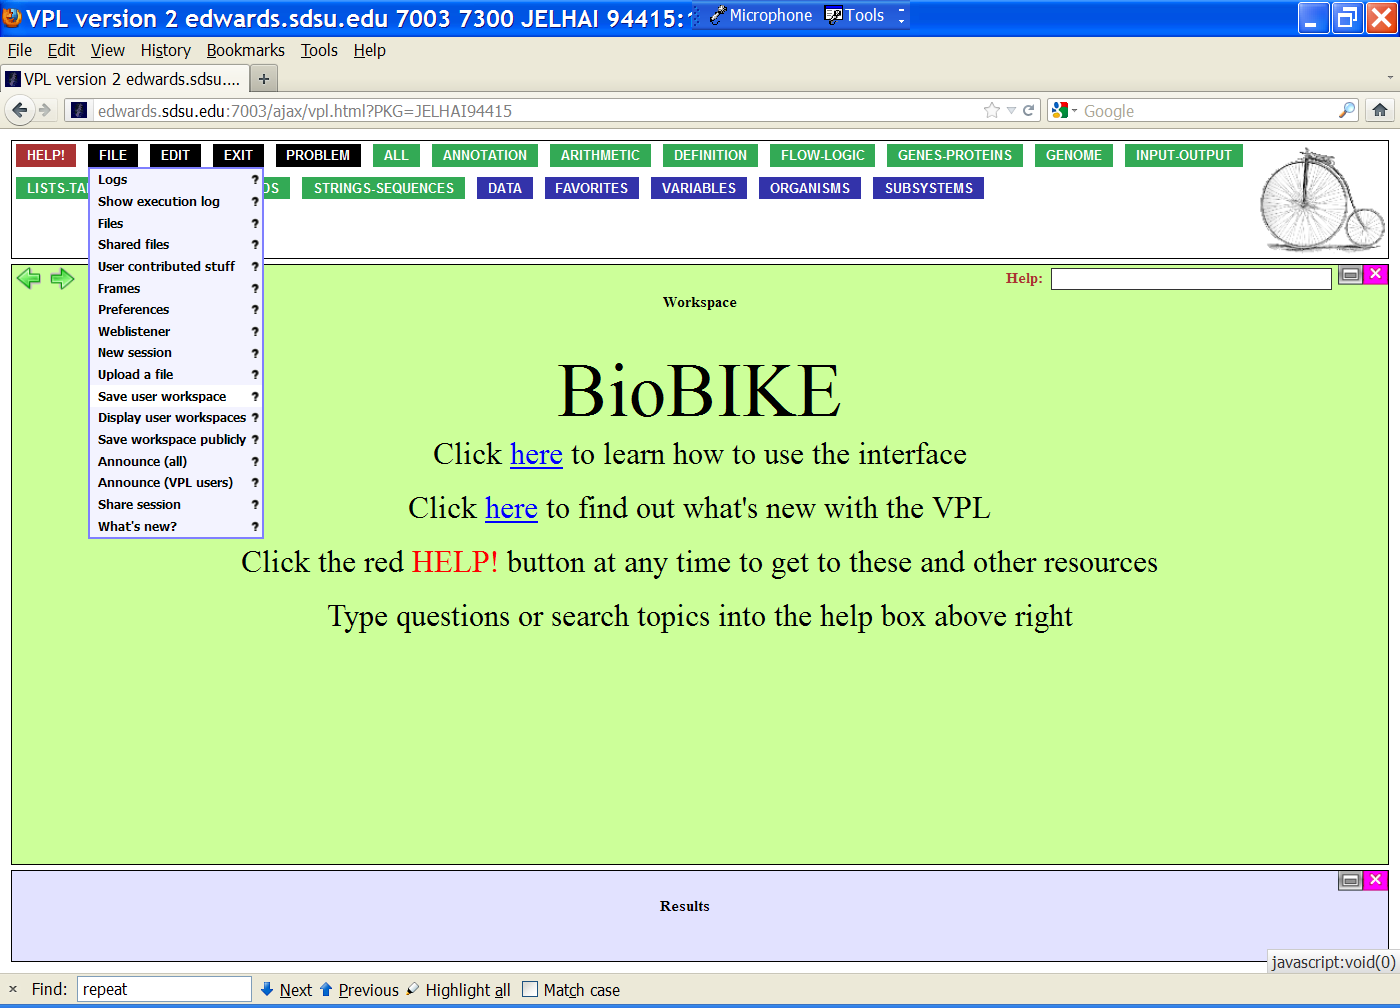 VPL version 2 edwards.sdsu.edu 7003 7300 JELHAI 94415:
Microphone Tools
File Edit View History Bookmarks Tools Help
VPL version 2 edwards.sdsu....
edwards.sdsu.edu:7003/ajax/vpl.html?PKG=JELHAI94415
Google
HELP! FILE EDIT EXIT PROBLEM ALL ANNOTATION ARITHMETIC DEFINITION FLOW-LOGIC GENES-PROTEINS GENOME INPUT-OUTPUT
STRINGS-SEQUENCES DATA FAVORITES VARIABLES ORGANISMS SUBSYSTEMS
Logs ?
Show execution log ?
Files ?
Shared files ?
User contributed stuff ?
Frames ?
Preferences ?
Weblistener ?
New session ?
Upload a file ?
Save user workspace ?
Display user workspaces ?
Save workspace publicly ?
Announce (all) ?
Announce (VPL users) ?
Share session ?
What's new? ?
Help:
Workspace
BioBIKE
Click here to learn how to use the interface
Click here to find out what's new with the VPL
Click the red HELP! button at any time to get to these and other resources
Type questions or search topics into the help box above right
Results
javascript:void(0)
× Find: repeat Next Previous Highlight all Match case